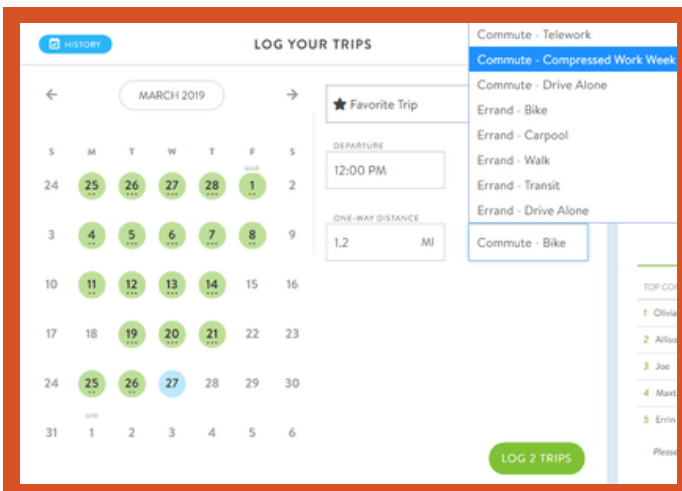 HISTORY
LOG YOUR TRIPS
MARCH 2019
S M T W T F S
MAR
24 25 26 27 28 1 2
3 4 5 6 7 8 9
10 11 12 13 14 15 16
17 18 19 20 21 22 23
24 25 26 27 28 29 30
APR
31 1 2 3 4 5 6
Favorite Trip
DEPARTURE
12:00 PM
ONE-WAY DISTANCE
1.2 MI
Commute - Telework
Commute - Compressed Work Week
Commute - Drive Alone
Errand - Bike
Errand - Carpool
Errand - Walk
Errand - Transit
Errand - Drive Alone
Commute - Bike
LOG 2 TRIPS
TOP CO
1 Olivia
2 Alliso
3 Joe
4 Maxt
5 Errin
Please